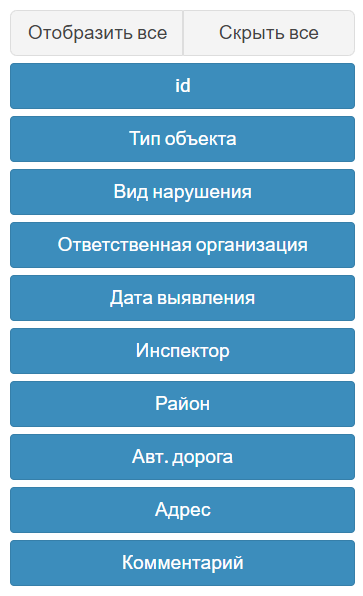 Отобразить все Скрыть все
id
Тип объекта
Вид нарушения
Ответственная организация
Дата выявления
Инспектор
Район
Авт. дорога
Адрес
Комментарий